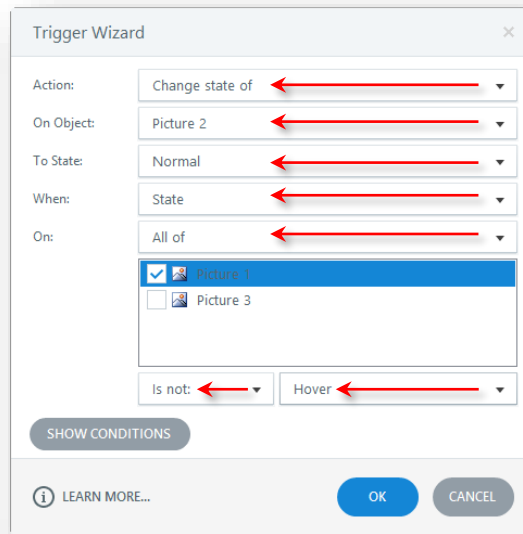 Trigger Wizard
Action: Change state of
On Object: Picture 2
To State: Normal
When: State
On: All of
Picture 1
Picture 3
Is not: Hover
SHOW CONDITIONS
LEARN MORE... OK CANCEL